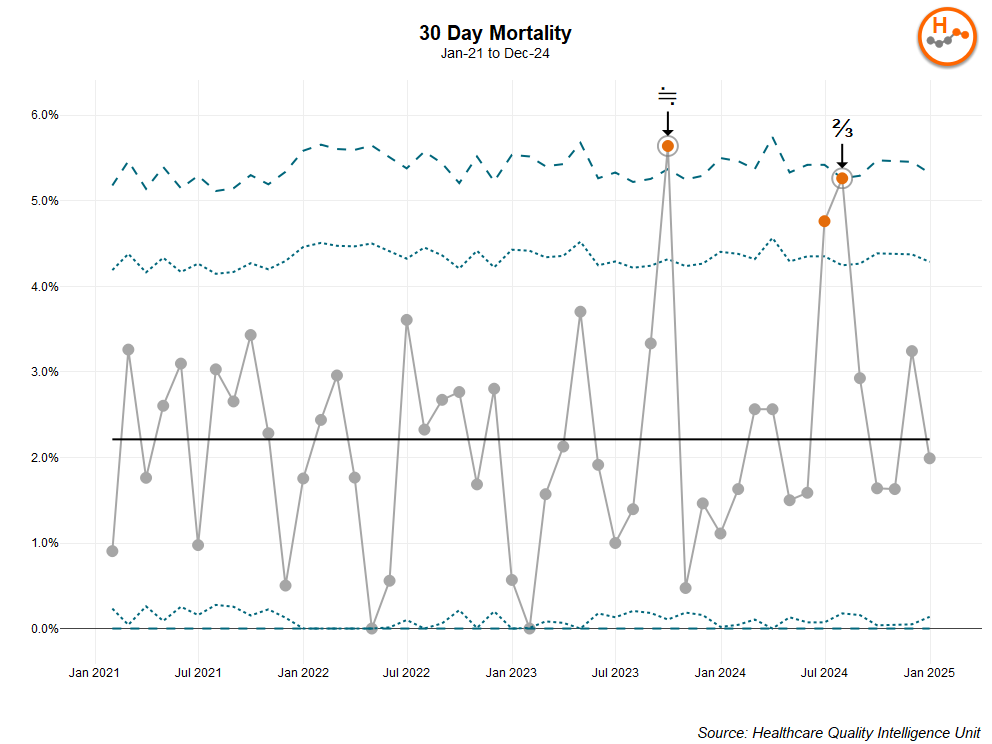 30 Day Mortality
Jan-21 to Dec-24
H
≒
⅔
6.0%
5.0%
4.0%
3.0%
2.0%
1.0%
0.0%
Jan 2021 Jul 2021 Jan 2022 Jul 2022 Jan 2023 Jul 2023 Jan 2024 Jul 2024 Jan 2025
Source: Healthcare Quality Intelligence Unit